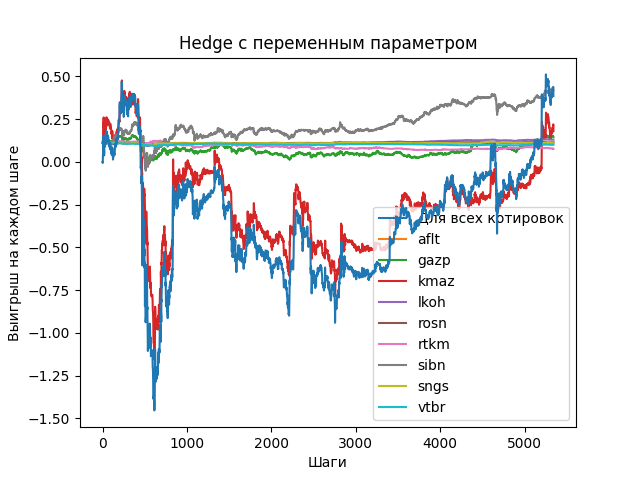 Hedge с переменным параметром
Выигрыш на каждом шаге
0.50
0.25
0.00
−0.25
−0.50
−0.75
−1.00
−1.25
−1.50
Для всех котировок
aflt
gazp
kmaz
lkoh
rosn
rtkm
sibn
sngs
vtbr
0 1000 2000 3000 4000 5000
Шаги